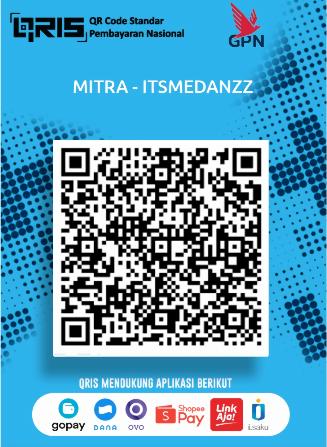 QRIS
QR Code Standar
Pembayaran Nasional
GPN
MITRA - ITSMEDANZZ
QRIS MENDUKUNG APLIKASI BERIKUT
gopay
DANA
OVO
S Shopee Pay
Link Aja!
i.saku